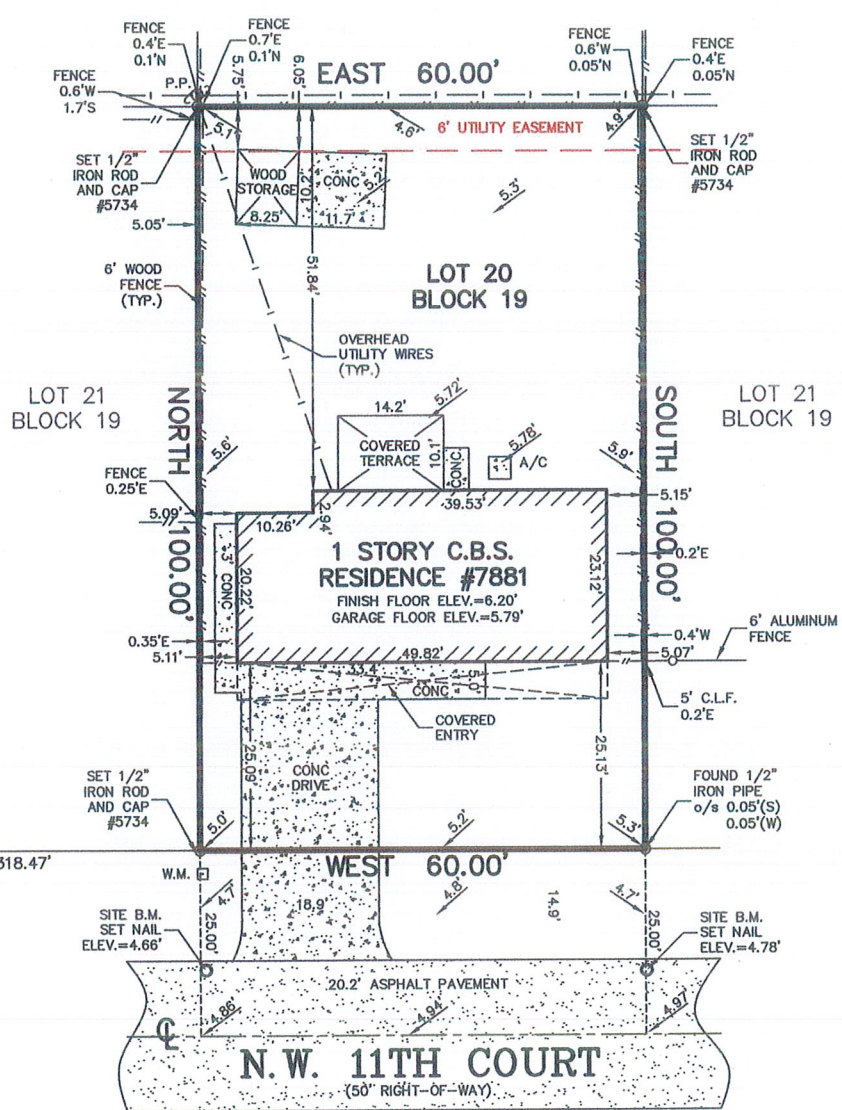 FENCE
0.4'E
0.1'N
FENCE
0.7'E
0.1'N
FENCE
0.6'W
0.05'N
FENCE
0.4'E
0.05'N
FENCE
0.6'W
1.7'S
P.P.
5.75'
6.05'
EAST 60.00'
5.1'
4.6'
6' UTILITY EASEMENT
4.9'
SET 1/2"
IRON ROD
AND CAP
#5734
SET 1/2"
IRON ROD
AND CAP
#5734
WOOD
STORAGE
10.2'
CONC
5.2'
5.3'
8.25'
11.7'
5.05'
6' WOOD
FENCE
(TYP.)
51.84'
LOT 20
BLOCK 19
OVERHEAD
UTILITY WIRES
(TYP.)
LOT 21
BLOCK 19
LOT 21
BLOCK 19
NORTH 100.00'
SOUTH 100.00'
14.2'
5.72'
COVERED
TERRACE
10.1'
CONC.
5.78'
A/C
5.6'
5.9'
FENCE
0.25'E
5.09'
10.26'
2.94'
39.53'
5.15'
0.2'E
3' CONC
20.22'
1 STORY C.B.S.
RESIDENCE #7881
FINISH FLOOR ELEV.=6.20'
GARAGE FLOOR ELEV.=5.79'
23.12'
0.35'E
5.11'
49.82'
0.4'W
5.07'
6' ALUMINUM
FENCE
33.4'
CONC
5.0'
COVERED
ENTRY
5' C.L.F.
0.2'E
25.09'
CONC
DRIVE
25.13'
SET 1/2"
IRON ROD
AND CAP
#5734
FOUND 1/2"
IRON PIPE
o/s 0.05'(S)
0.05'(W)
5.0'
5.2'
5.3'
318.47'
WEST 60.00'
W.M.
4.7'
18.9'
4.8'
14.9'
4.7'
SITE B.M.
SET NAIL
ELEV.=4.66'
25.00'
25.00'
SITE B.M.
SET NAIL
ELEV.=4.78'
20.2' ASPHALT PAVEMENT
4.86'
4.94'
4.97'
CL
N.W. 11TH COURT
(50' RIGHT-OF-WAY)